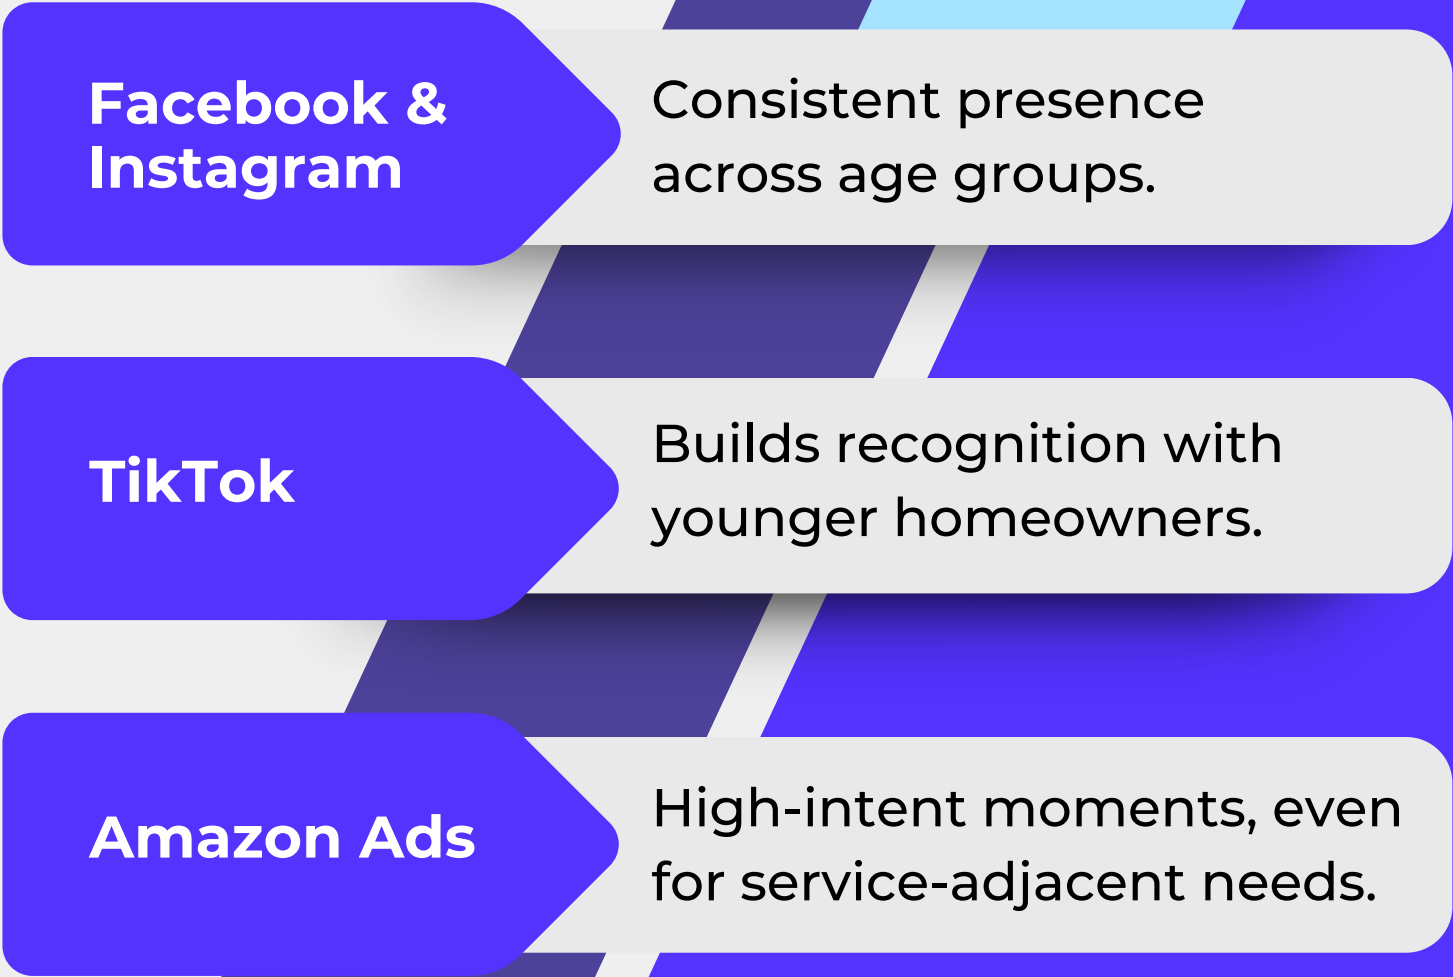 Facebook &
Instagram
Consistent presence
across age groups.
TikTok
Builds recognition with
younger homeowners.
Amazon Ads
High-intent moments, even
for service-adjacent needs.